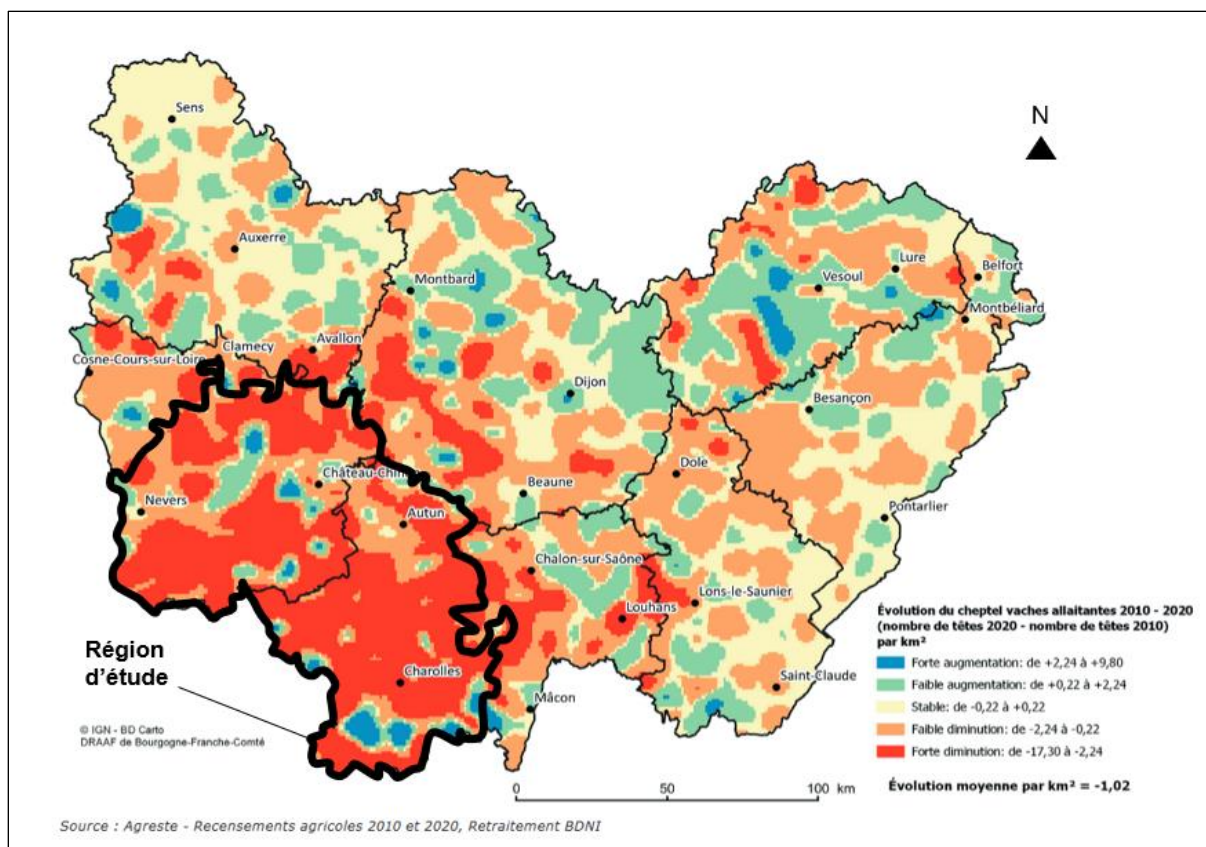 Sens
N
Auxerre
Montbard
Vesoul
Lure
Belfort
Montbéliard
Clamecy
Avallon
Cosne-Cours-sur-Loire
Dijon
Besançon
Château-Chin
Beaune
Dole
Nevers
Autun
Pontarlier
Chalon-sur-Saône
Louhans
Lons-le-Saunier
Région
d'étude
Charolles
Mâcon
Saint-Claude
Évolution du cheptel vaches allaitantes 2010 - 2020
(nombre de têtes 2020 - nombre de têtes 2010)
par km²
Forte augmentation: de +2,24 à +9,80
Faible augmentation: de +0,22 à +2,24
Stable: de -0,22 à +0,22
Faible diminution: de -2,24 à -0,22
Forte diminution: de -17,30 à -2,24
Évolution moyenne par km² = -1,02
© IGN - BD Carto
DRAAF de Bourgogne-Franche-Comté
0 50 100 km
Source : Agreste - Recensements agricoles 2010 et 2020, Retraitement BDNI